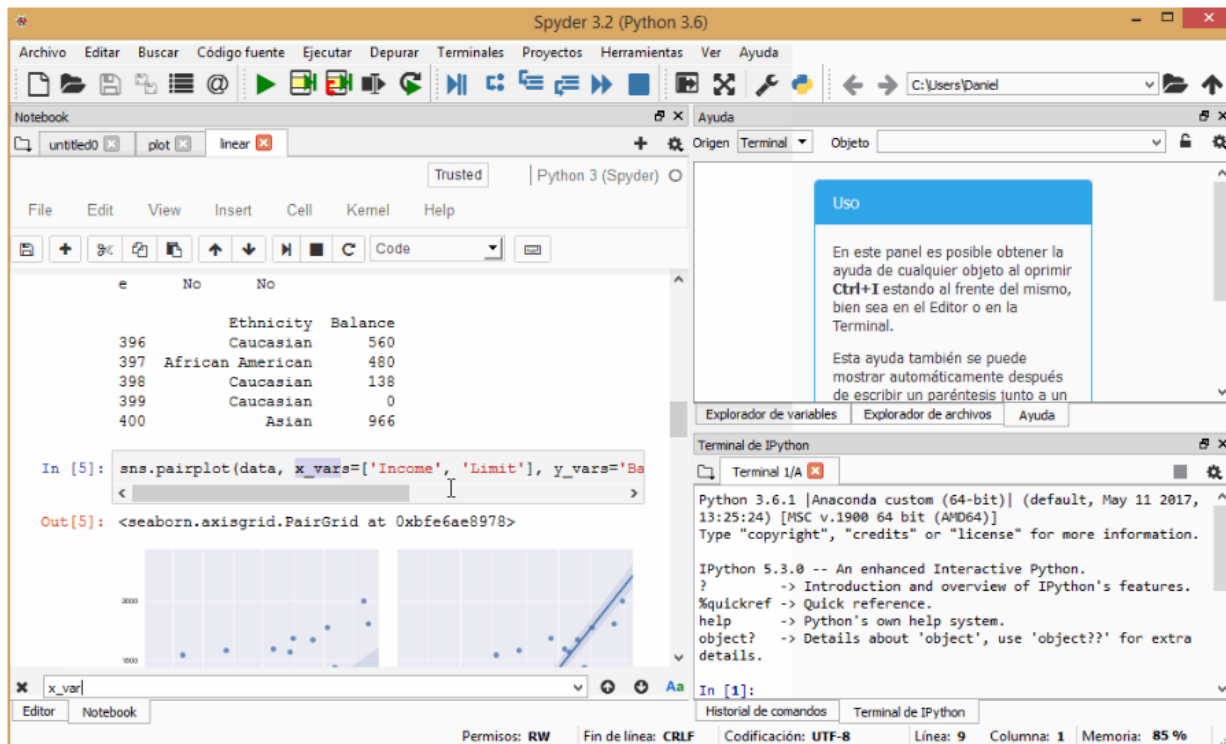 Spyder 3.2 (Python 3.6)
Archivo Editar Buscar Código fuente Ejecutar Depurar Terminales Proyectos Herramientas Ver Ayuda
C:\Users\Daniel
Notebook
untitled0 plot linear
Trusted Python 3 (Spyder)
File Edit View Insert Cell Kernel Help
Code
e No No
Ethnicity Balance
396 Caucasian 560
397 African American 480
398 Caucasian 138
399 Caucasian 0
400 Asian 966
In [5]: sns.pairplot(data, x_vars=['Income', 'Limit'], y_vars='Ba
Out[5]: <seaborn.axisgrid.PairGrid at 0xbfe6ae8978>
2000
1600
x_var
Aa
Editor Notebook
Ayuda
Origen Terminal Objeto
Uso
En este panel es posible obtener la
ayuda de cualquier objeto al oprimir
Ctrl+I estando al frente del mismo,
bien sea en el Editor o en la
Terminal.
Esta ayuda también se puede
mostrar automáticamente después
de escribir un paréntesis junto a un
Explorador de variables Explorador de archivos Ayuda
Terminal de IPython
Terminal 1/A
Python 3.6.1 |Anaconda custom (64-bit)| (default, May 11 2017,
13:25:24) [MSC v.1900 64 bit (AMD64)]
Type "copyright", "credits" or "license" for more information.
IPython 5.3.0 -- An enhanced Interactive Python.
? -> Introduction and overview of IPython's features.
%quickref -> Quick reference.
help -> Python's own help system.
object? -> Details about 'object', use 'object??' for extra
details.
In [1]:
Historial de comandos Terminal de IPython
Permisos: RW Fin de línea: CRLF Codificación: UTF-8 Línea: 9 Columna: 1 Memoria: 85 %